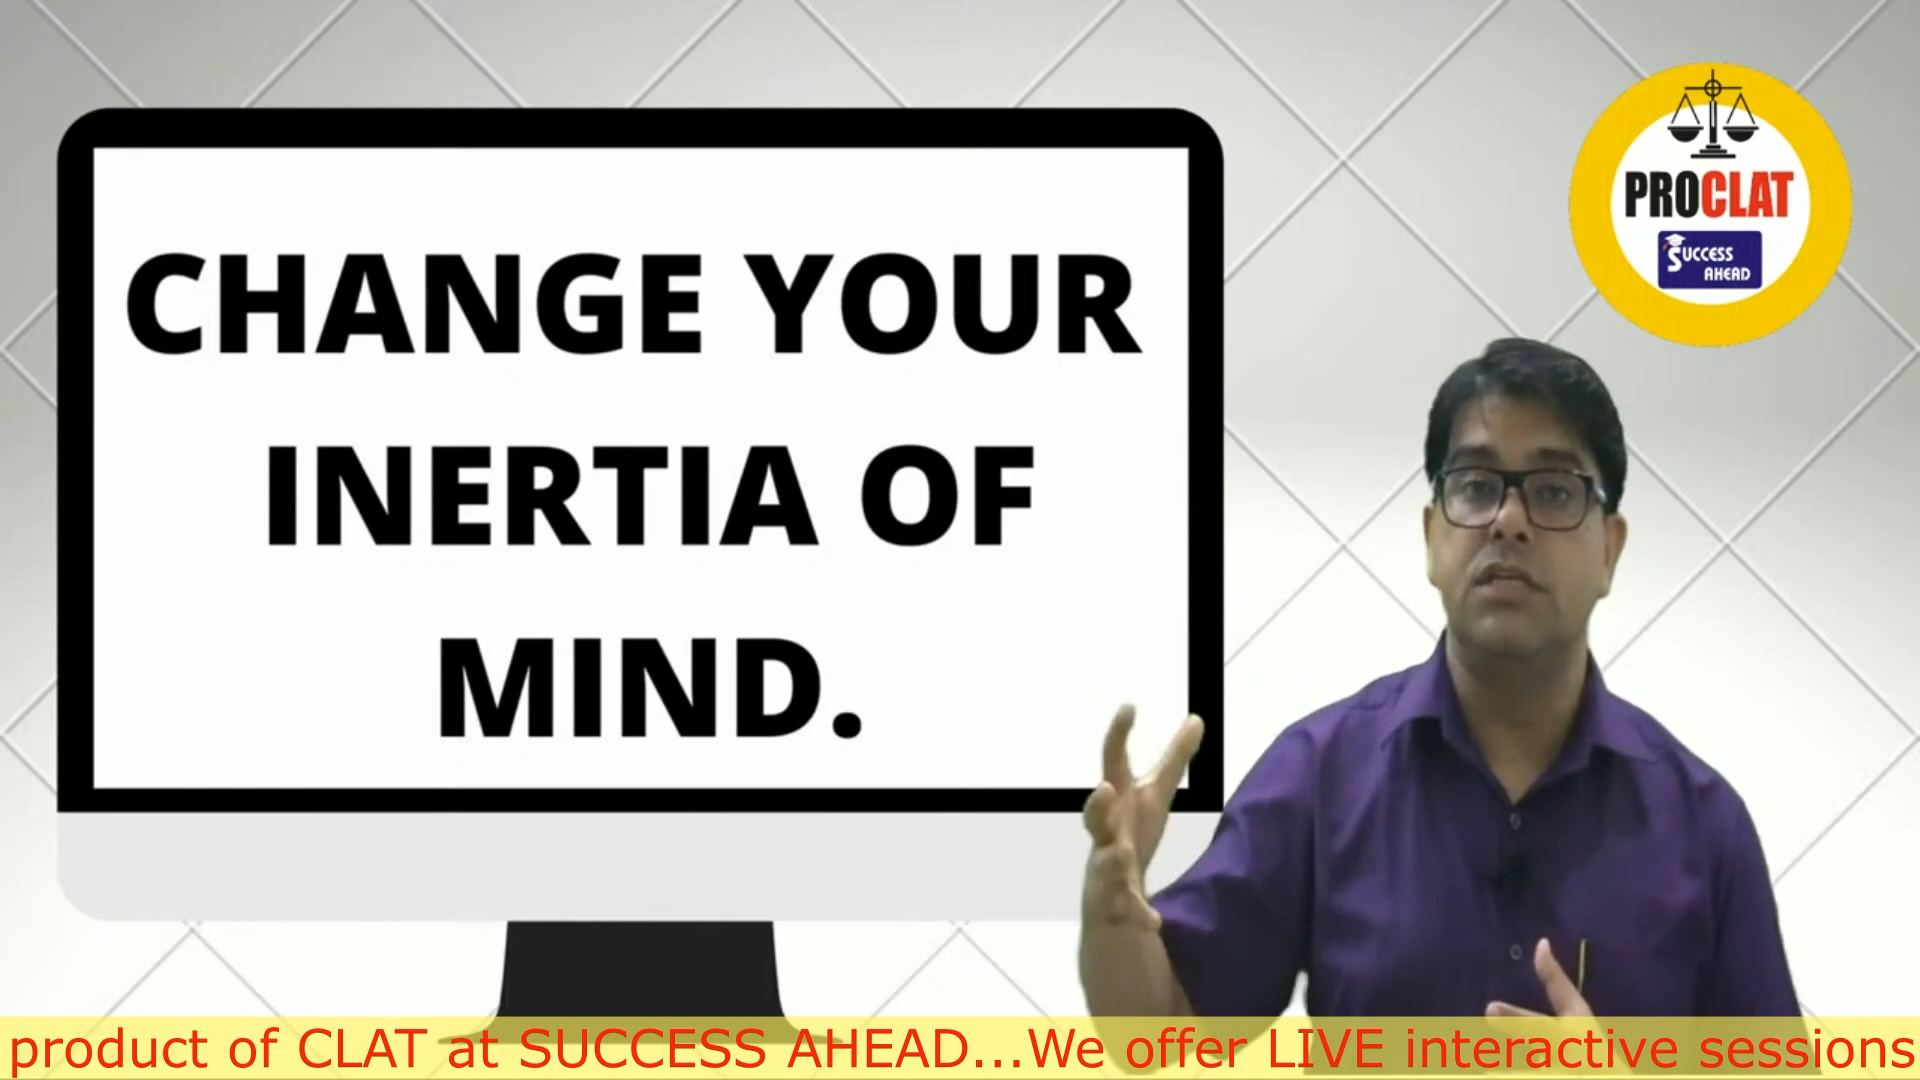 CHANGE YOUR
INERTIA OF
MIND.
PROCLAT
SUCCESS
AHEAD
product of CLAT at SUCCESS AHEAD...We offer LIVE interactive sessions